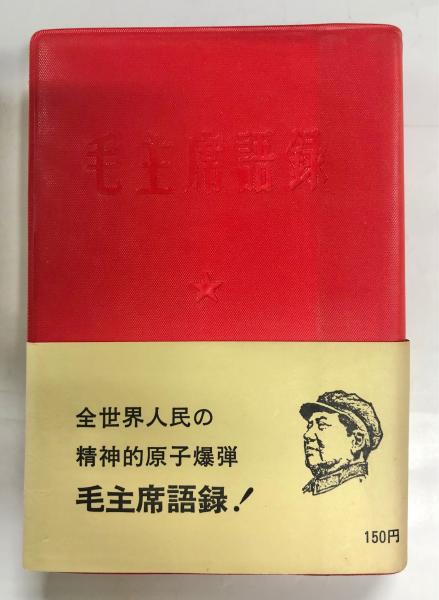 毛主席語録
全世界人民の
精神的原子爆弾
毛主席語録！
150円